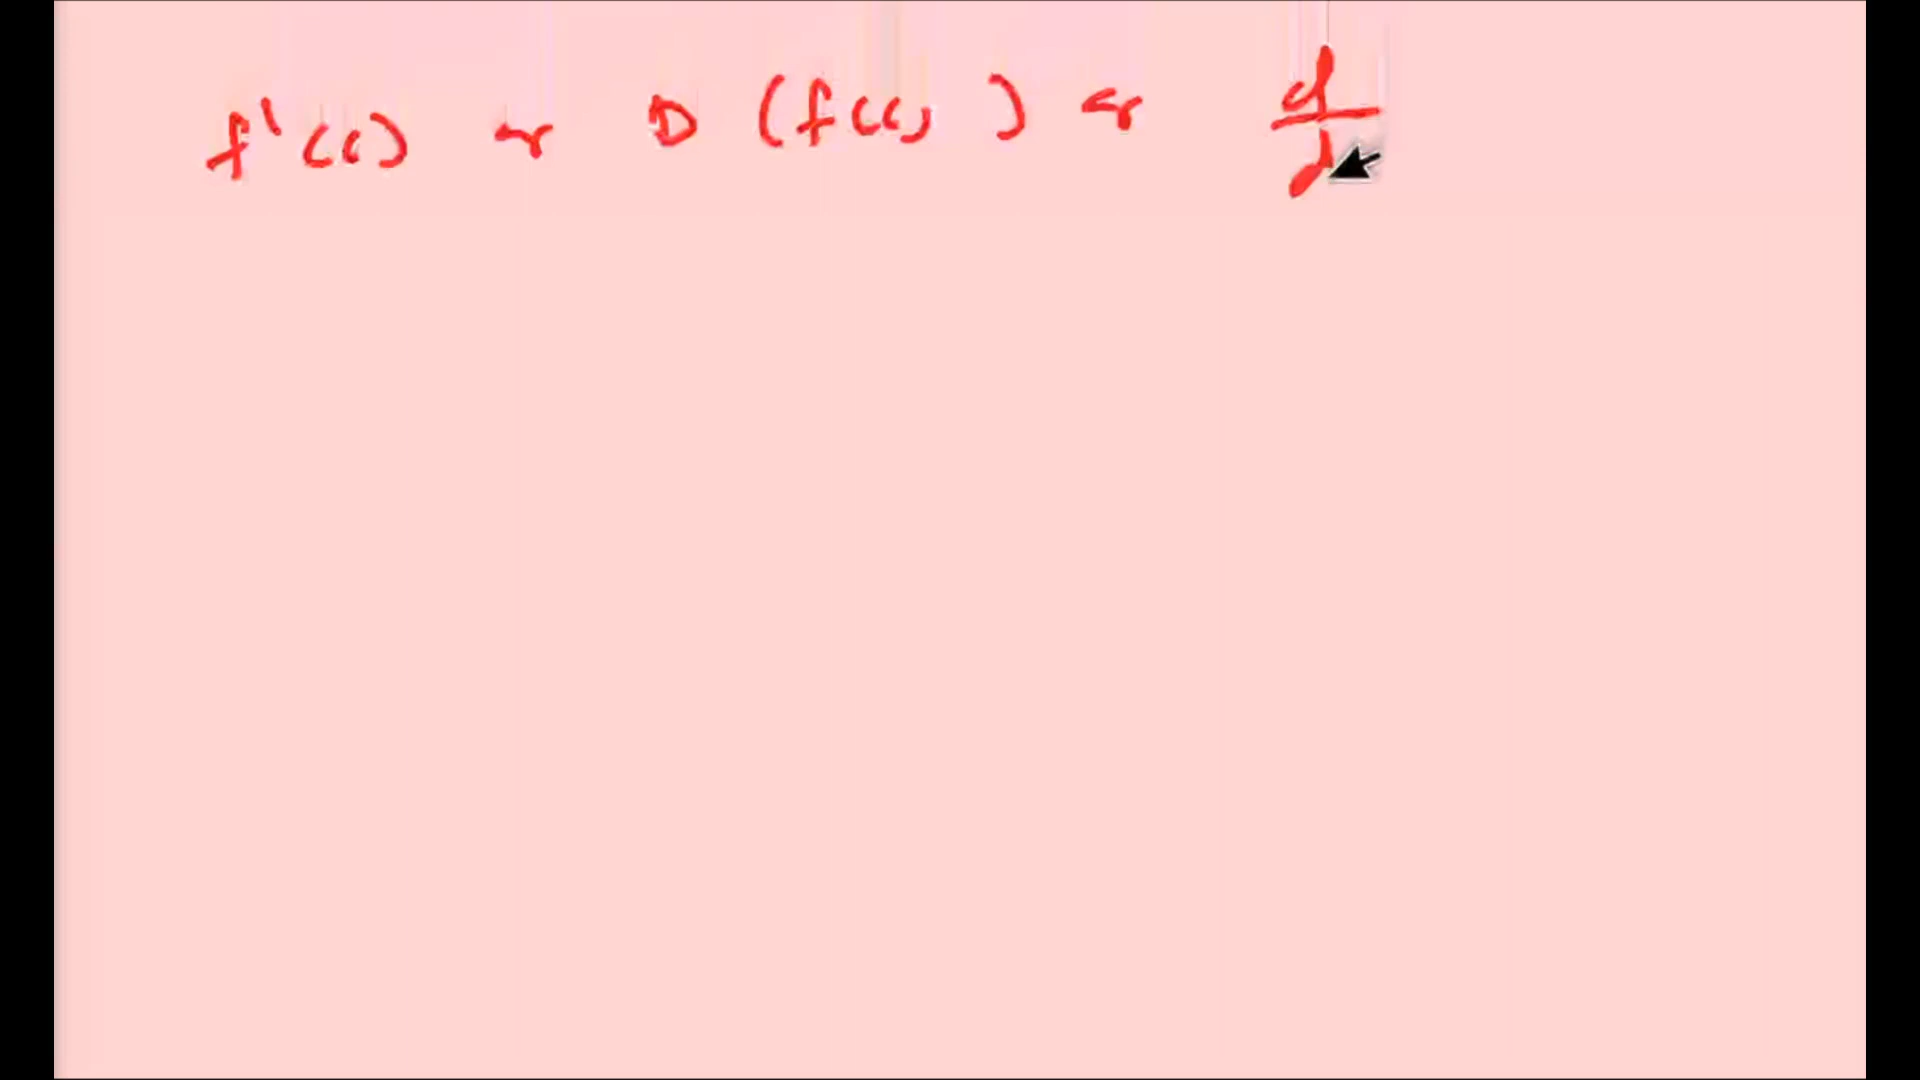 f'(c) or D (f(c)) or d/d